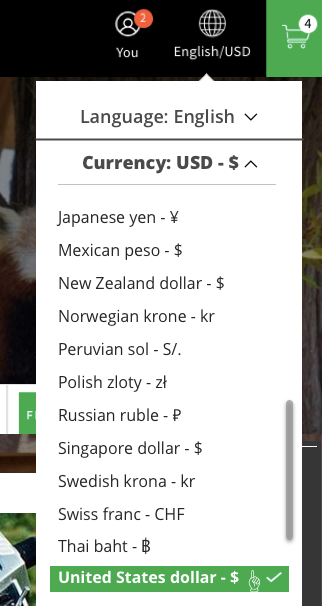 2
4
You
English/USD
Language: English
Currency: USD - $
Japanese yen - ¥
Mexican peso - $
New Zealand dollar - $
Norwegian krone - kr
Peruvian sol - S/.
Polish zloty - zł
Russian ruble - ₽
Singapore dollar - $
Swedish krona - kr
Swiss franc - CHF
Thai baht - ฿
United States dollar - $